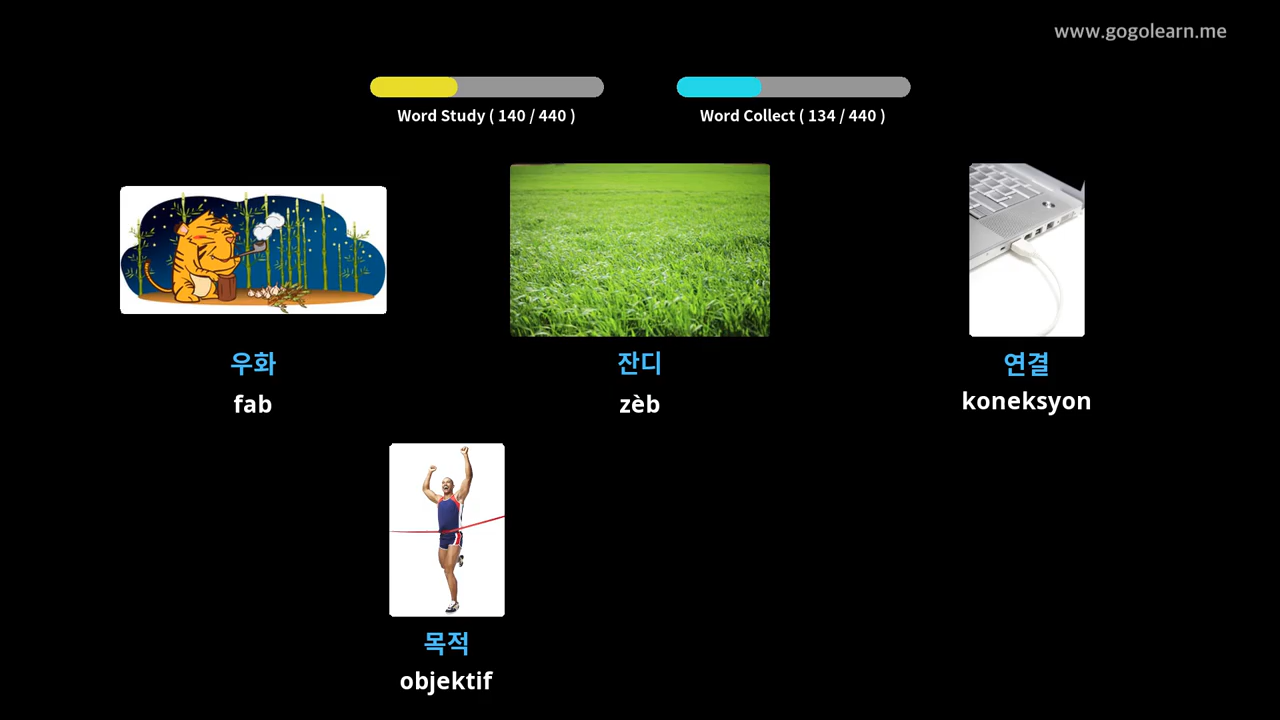 www.gogolearn.me
Word Study ( 140 / 440 )
Word Collect ( 134 / 440 )
우화
fab
잔디
zèb
연결
koneksyon
목적
objektif